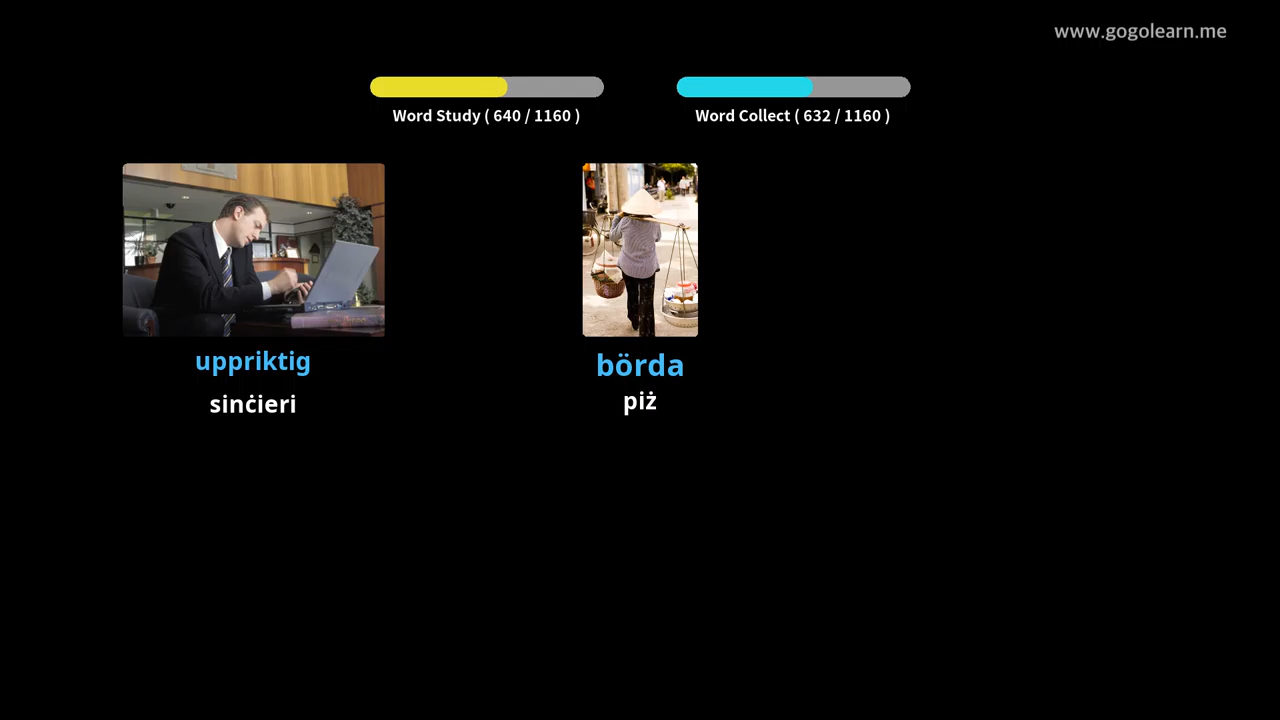 www.gogolearn.me
Word Study ( 640 / 1160 )
Word Collect ( 632 / 1160 )
uppriktig
sinċieri
börda
piż